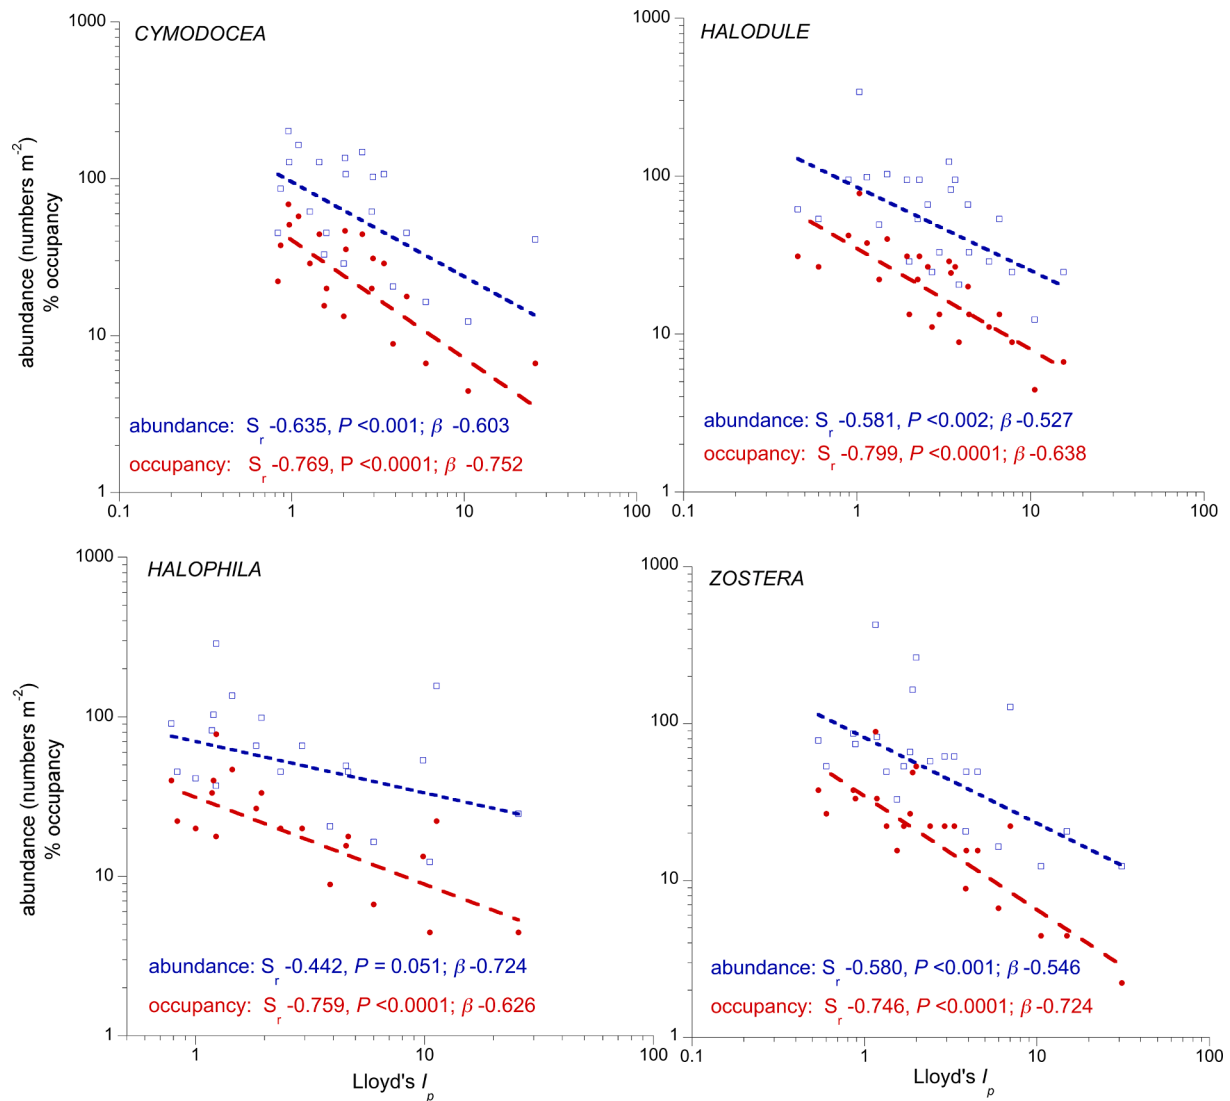 1000
CYMODOCEA
100
10
1
0.1 1 10 100
abundance (numbers m-2)
% occupancy
abundance: Sr -0.635, P <0.001; β -0.603
occupancy: Sr -0.769, P <0.0001; β -0.752
1000
HALODULE
100
10
1
0.1 1 10 100
abundance: Sr -0.581, P <0.002; β -0.527
occupancy: Sr -0.799, P <0.0001; β -0.638
1000
HALOPHILA
100
10
1
1 10 100
abundance (numbers m-2)
% occupancy
abundance: Sr -0.442, P = 0.051; β -0.724
occupancy: Sr -0.759, P <0.0001; β -0.626
Lloyd's Ip
1000
ZOSTERA
100
10
1
0.1 1 10 100
abundance: Sr -0.580, P <0.001; β -0.546
occupancy: Sr -0.746, P <0.0001; β -0.724
Lloyd's Ip